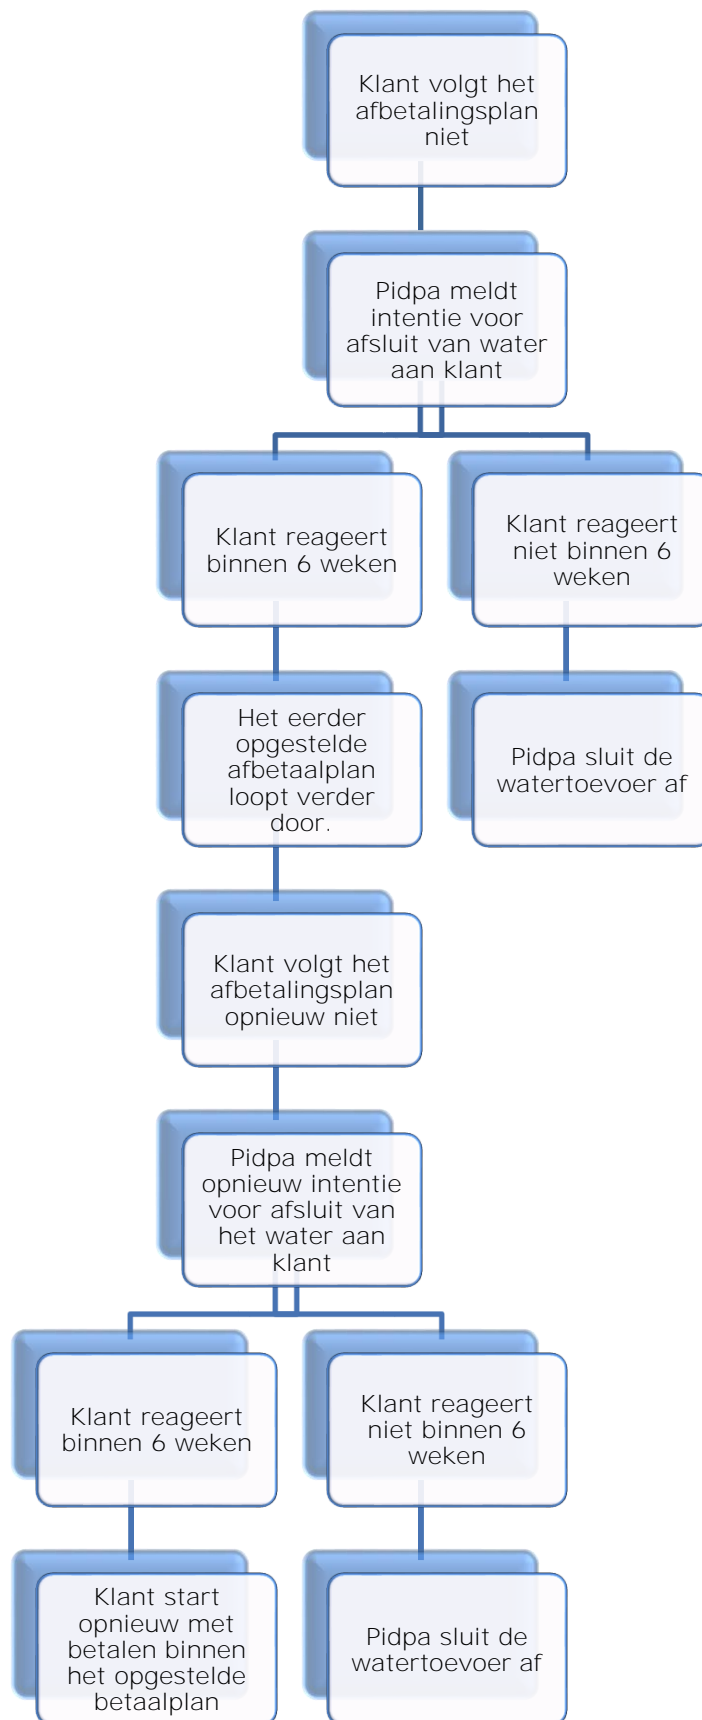 Klant volgt het
afbetalingsplan
niet
Pidpa meldt
intentie voor
afsluit van water
aan klant
Klant reageert
binnen 6 weken
Klant reageert
niet binnen 6
weken
Het eerder
opgestelde
afbetaalplan
loopt verder
door.
Pidpa sluit de
watertoevoer af
Klant volgt het
afbetalingsplan
opnieuw niet
Pidpa meldt
opnieuw intentie
voor afsluit van
het water aan
klant
Klant reageert
binnen 6 weken
Klant reageert
niet binnen 6
weken
Klant start
opnieuw met
betalen binnen
het opgestelde
betaalplan
Pidpa sluit de
watertoevoer af